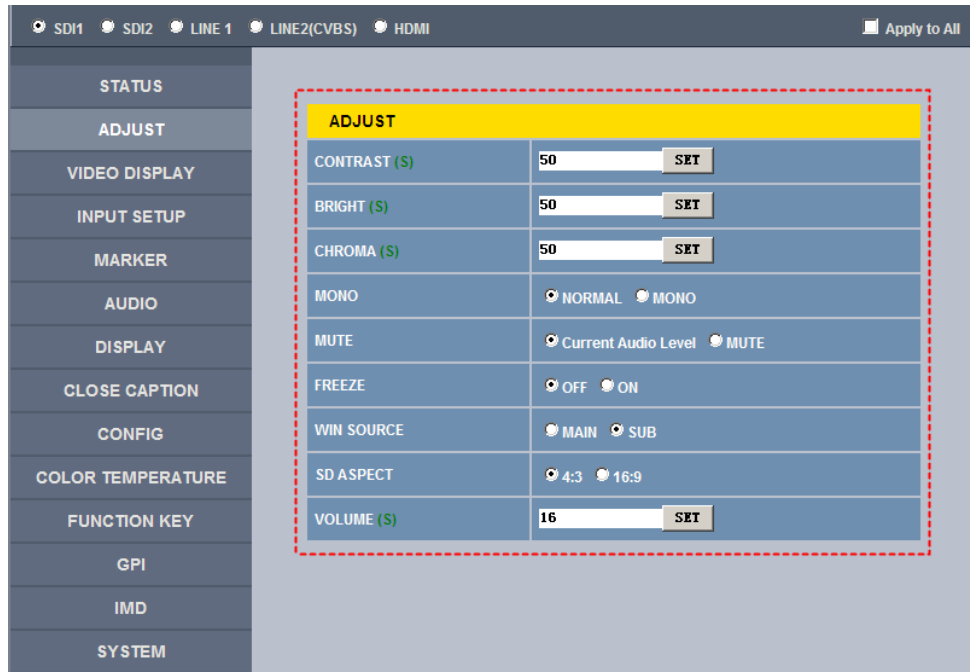 SDI1 SDI2 LINE 1 LINE2(CVBS) HDMI Apply to All
STATUS
ADJUST
VIDEO DISPLAY
INPUT SETUP
MARKER
AUDIO
DISPLAY
CLOSE CAPTION
CONFIG
COLOR TEMPERATURE
FUNCTION KEY
GPI
IMD
SYSTEM
ADJUST
CONTRAST (S) 50 SET
BRIGHT (S) 50 SET
CHROMA (S) 50 SET
MONO NORMAL MONO
MUTE Current Audio Level MUTE
FREEZE OFF ON
WIN SOURCE MAIN SUB
SD ASPECT 4:3 16:9
VOLUME (S) 16 SET